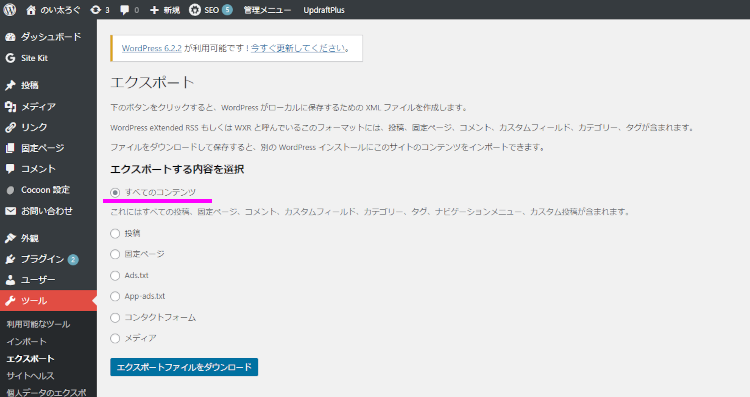 のい太ろぐ 3 0 新規 SEO 5 管理メニュー UpdraftPlus
ダッシュボード
Site Kit
投稿
メディア
リンク
固定ページ
コメント
Cocoon 設定
お問い合わせ
外観
プラグイン 2
ユーザー
ツール
利用可能なツール
インポート
エクスポート
サイトヘルス
個人データのエクスポ
WordPress 6.2.2 が利用可能です ! 今すぐ更新してください。
エクスポート
下のボタンをクリックすると、WordPress がローカルに保存するための XML ファイルを作成します。
WordPress eXtended RSS もしくは WXR と呼んでいるこのフォーマットには、投稿、固定ページ、コメント、カスタムフィールド、カテゴリー、タグが含まれます。
ファイルをダウンロードして保存すると、別の WordPress インストールにこのサイトのコンテンツをインポートできます。
エクスポートする内容を選択
すべてのコンテンツ
これにはすべての投稿、固定ページ、コメント、カスタムフィールド、カテゴリー、タグ、ナビゲーションメニュー、カスタム投稿が含まれます。
投稿
固定ページ
Ads.txt
App-ads.txt
コンタクトフォーム
メディア
エクスポートファイルをダウンロード